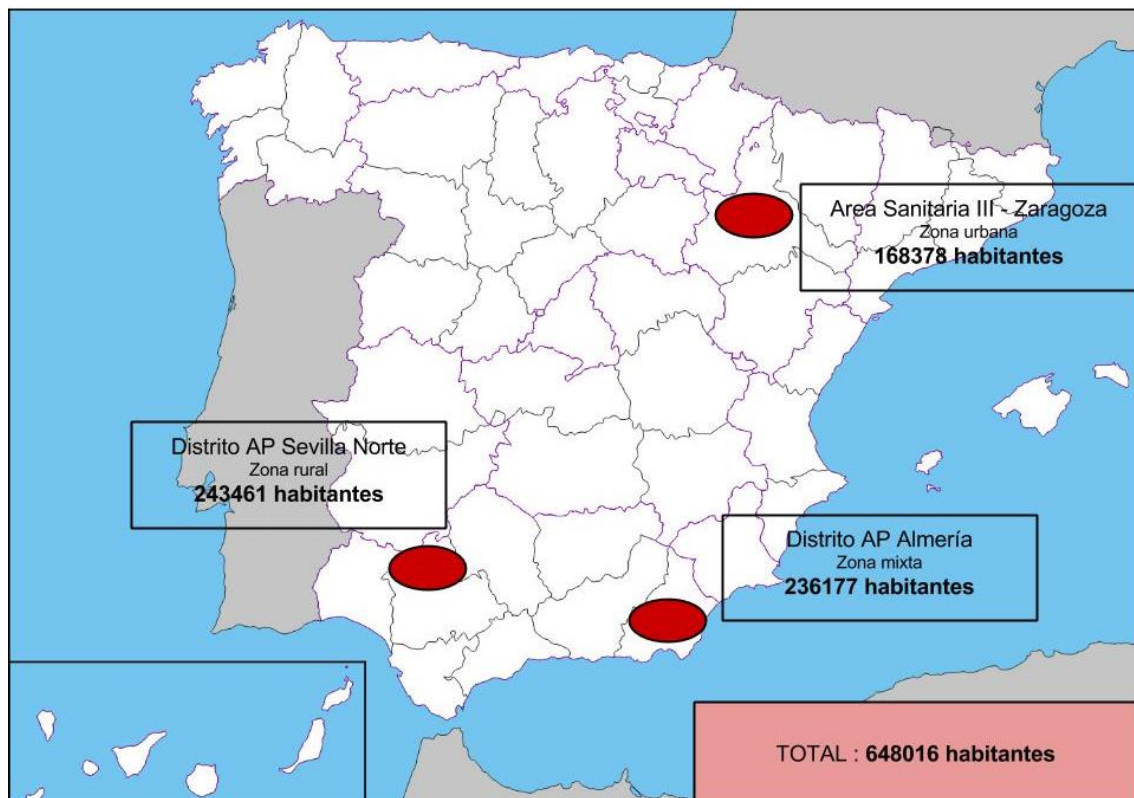 Area Sanitaria III - Zaragoza
Zona urbana
168378 habitantes
Distrito AP Sevilla Norte
Zona rural
243461 habitantes
Distrito AP Almería
Zona mixta
236177 habitantes
TOTAL : 648016 habitantes